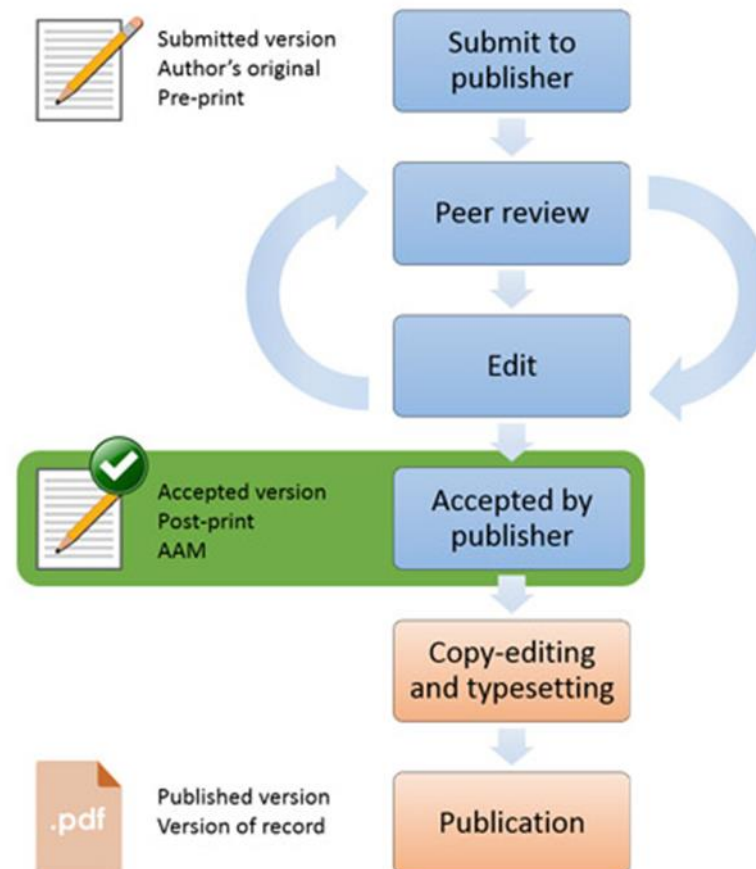 Submitted version
Author's original
Pre-print
Submit to
publisher
Peer review
Edit
Accepted version
Post-print
AAM
Accepted by
publisher
Copy-editing
and typesetting
.pdf
Published version
Version of record
Publication